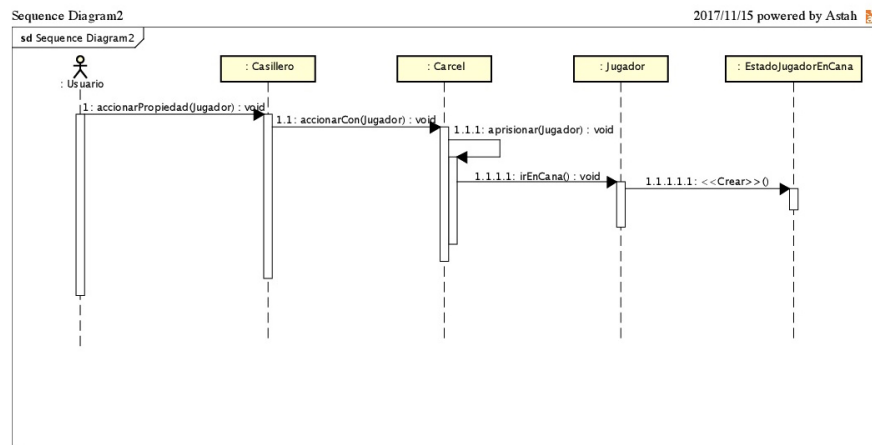 Sequence Diagram2
2017/11/15 powered by Astah
sd Sequence Diagram2
: Usuario
: Casillero
: Carcel
: Jugador
: EstadoJugadorEnCana
1: accionarPropiedad(Jugador) : void
1.1: accionarCon(Jugador) : void
1.1.1: aprisionar(Jugador) : void
1.1.1.1: irEnCana() : void
1.1.1.1.1: <<Crear>>()